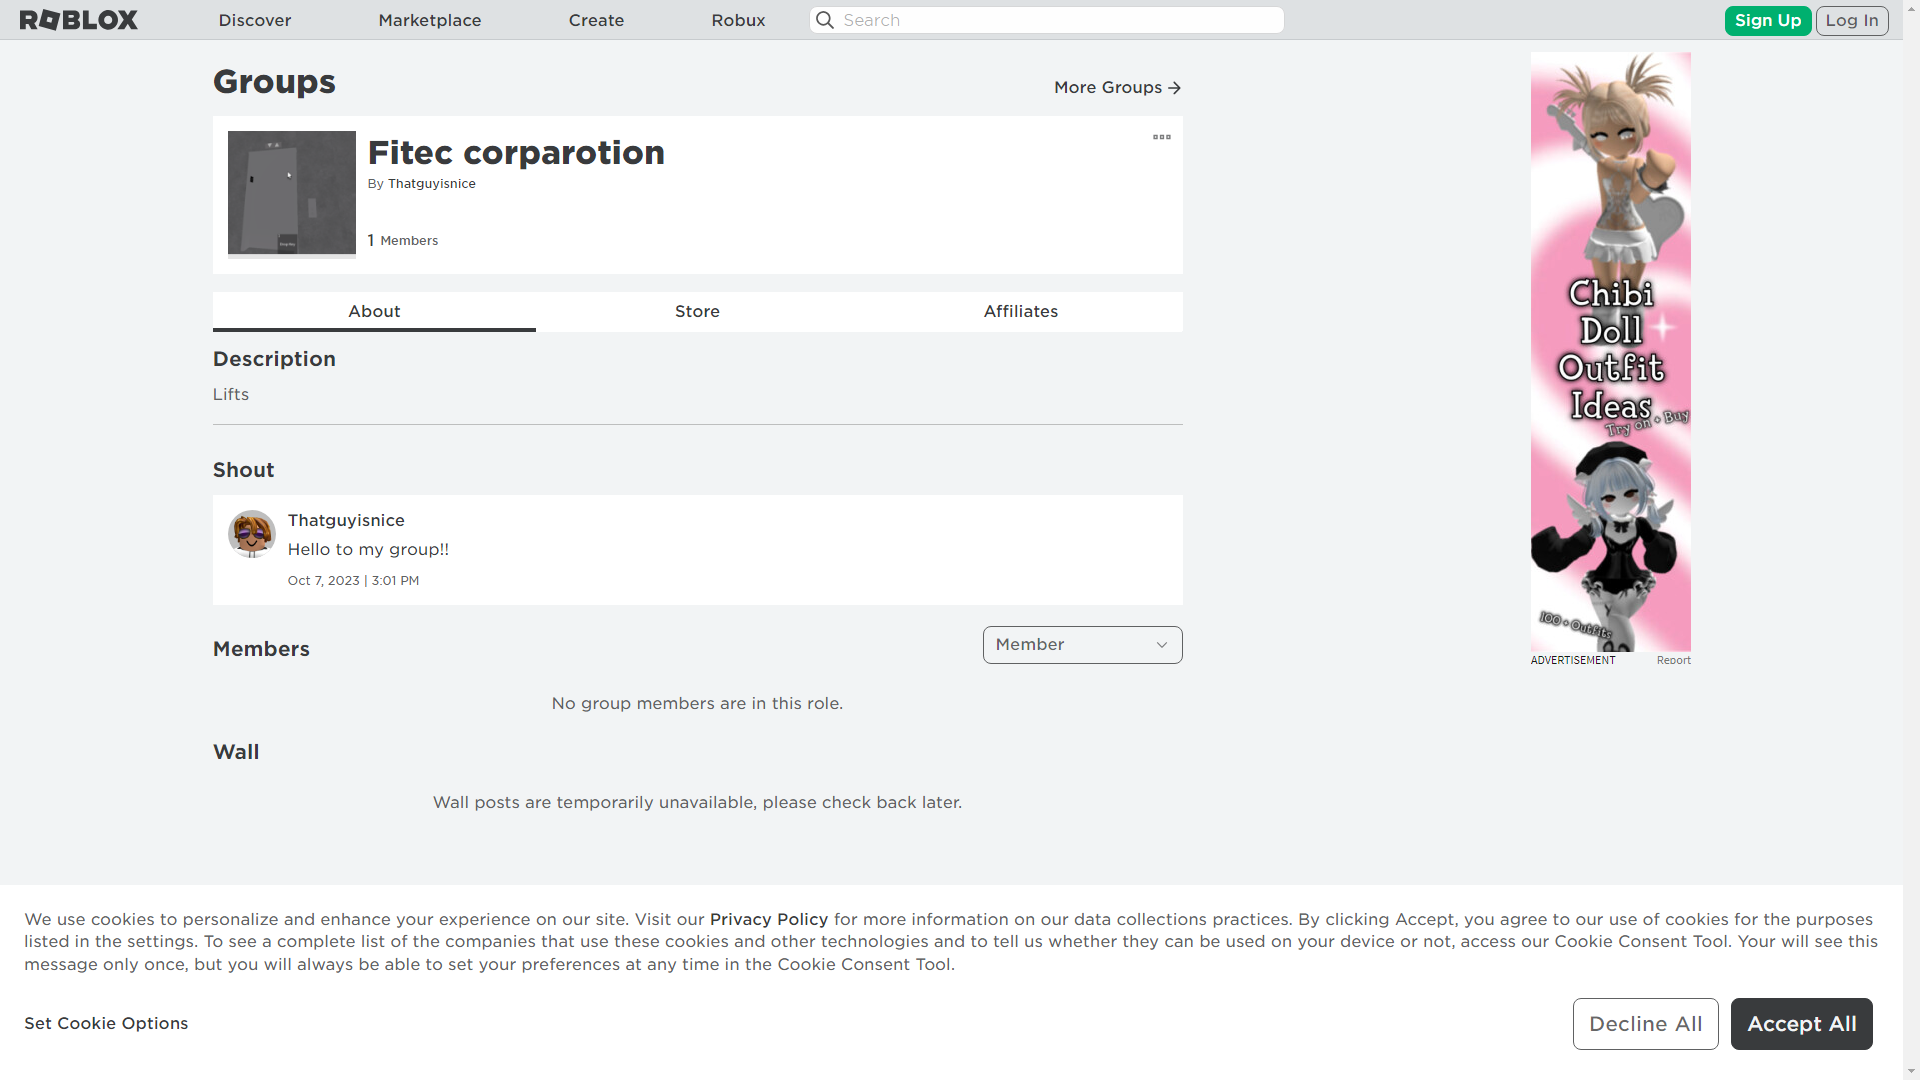 ROBLOX
Discover
Marketplace
Create
Robux
Search
Sign Up
Log In
Groups
More Groups
Fitec corparotion
By Thatguyisnice
1 Members
About
Store
Affiliates
Description
Lifts
Shout
Thatguyisnice
Hello to my group!!
Oct 7, 2023 | 3:01 PM
Members
Member
No group members are in this role.
Wall
Wall posts are temporarily unavailable, please check back later.
Chibi
Doll
Outfit
Ideas
Try on + Buy
100 + Outfits
ADVERTISEMENT
Report
We use cookies to personalize and enhance your experience on our site. Visit our Privacy Policy for more information on our data collections practices. By clicking Accept, you agree to our use of cookies for the purposes
listed in the settings. To see a complete list of the companies that use these cookies and other technologies and to tell us whether they can be used on your device or not, access our Cookie Consent Tool. Your will see this
message only once, but you will always be able to set your preferences at any time in the Cookie Consent Tool.
Set Cookie Options
Decline All
Accept All